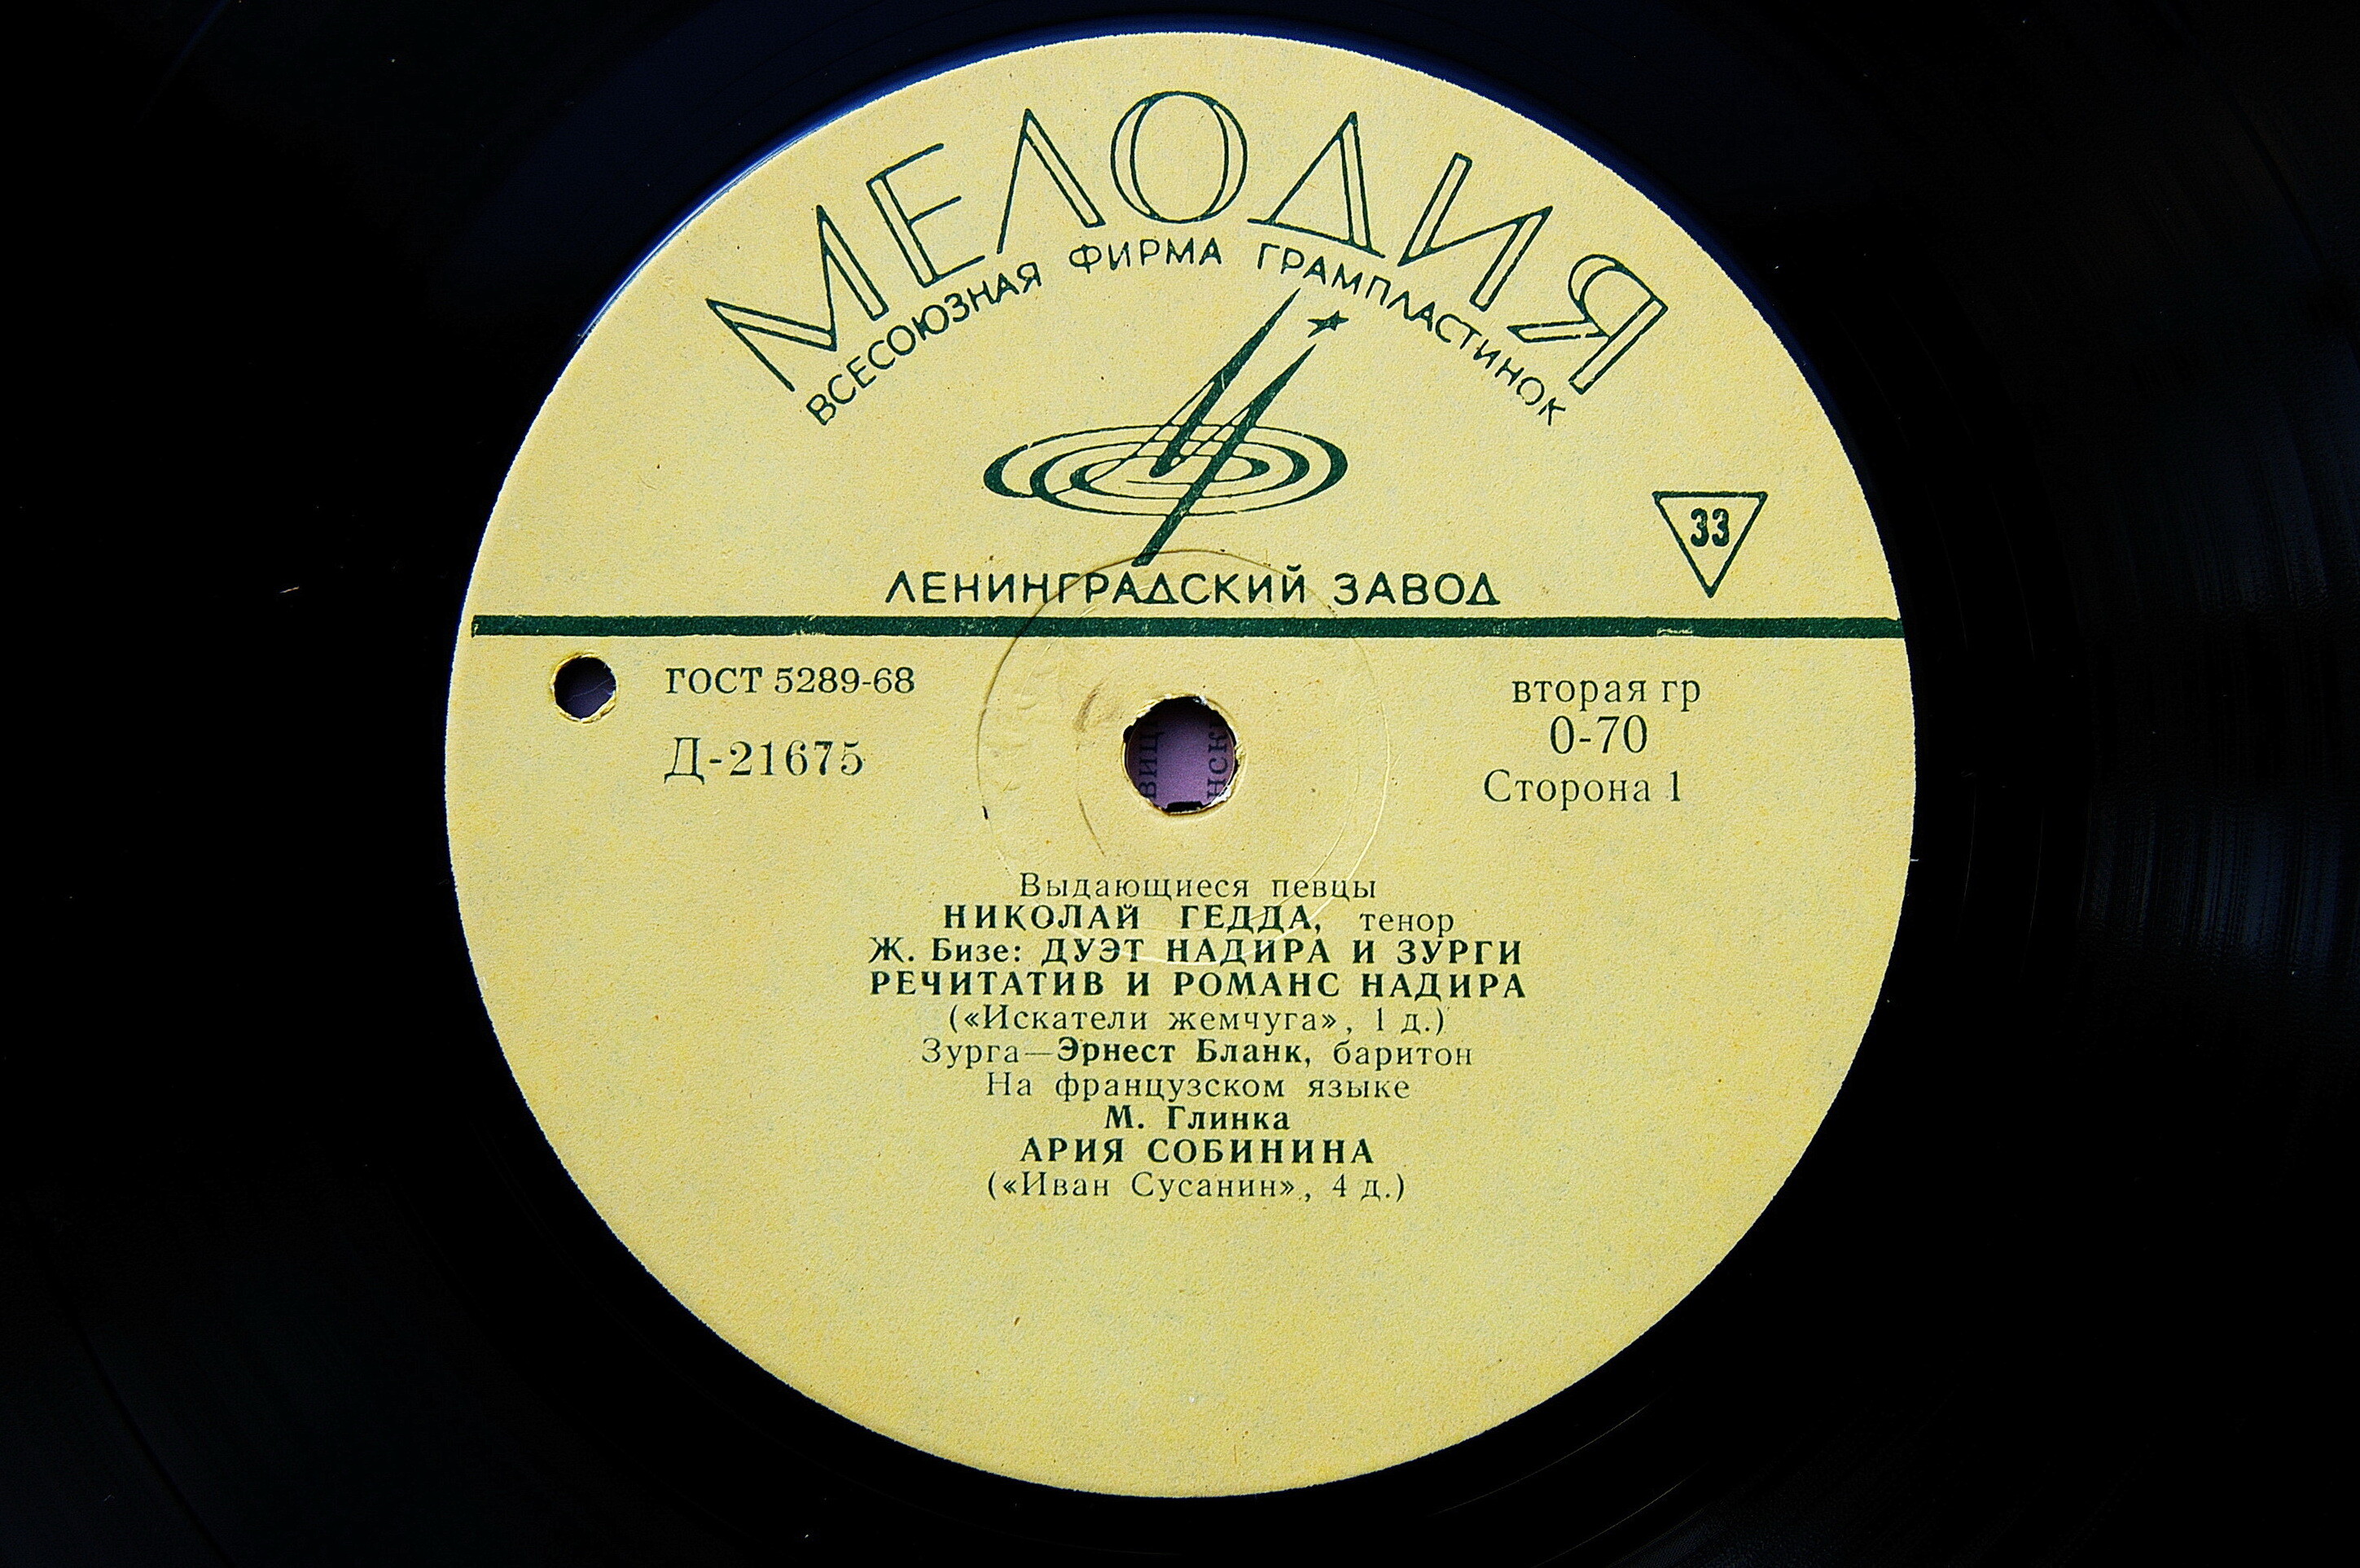 МЕЛОДИЯ
ВСЕСОЮЗНАЯ ФИРМА ГРАМПЛАСТИНОК
33
ЛЕНИНГРАДСКИЙ ЗАВОД
ГОСТ 5289-68
Д-21675
вторая гр
0-70
Сторона 1
Выдающиеся певцы
НИКОЛАЙ ГЕДДА, тенор
Ж. Бизе: ДУЭТ НАДИРА И ЗУРГИ
РЕЧИТАТИВ И РОМАНС НАДИРА
(«Искатели жемчуга», 1 д.)
Зурга—Эрнест Бланк, баритон
На французском языке
М. Глинка
АРИЯ СОБИНИНА
(«Иван Сусанин», 4 д.)